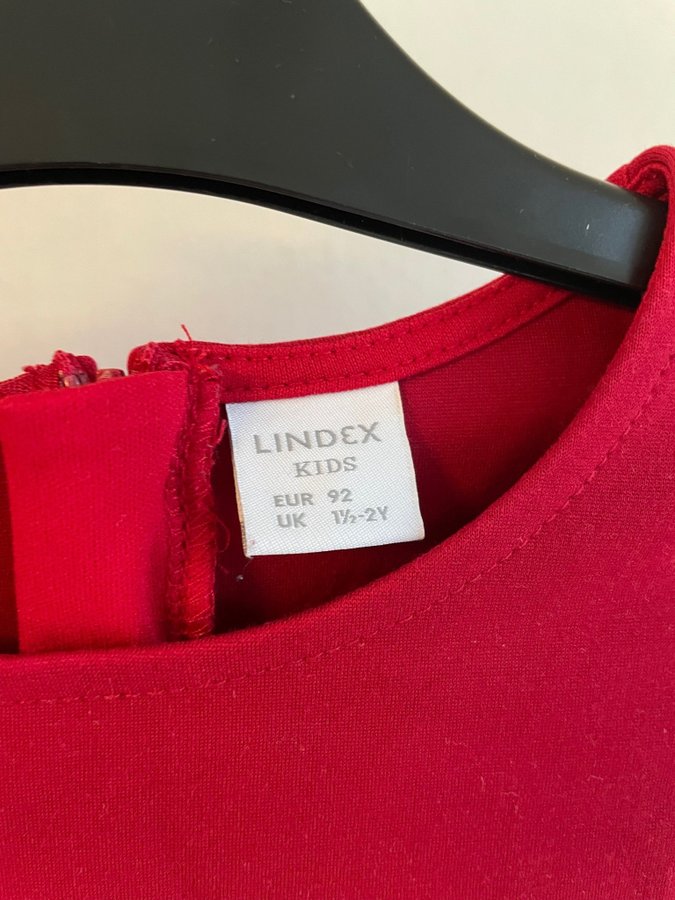 LINDEX
KIDS
EUR 92
UK 1½-2Y